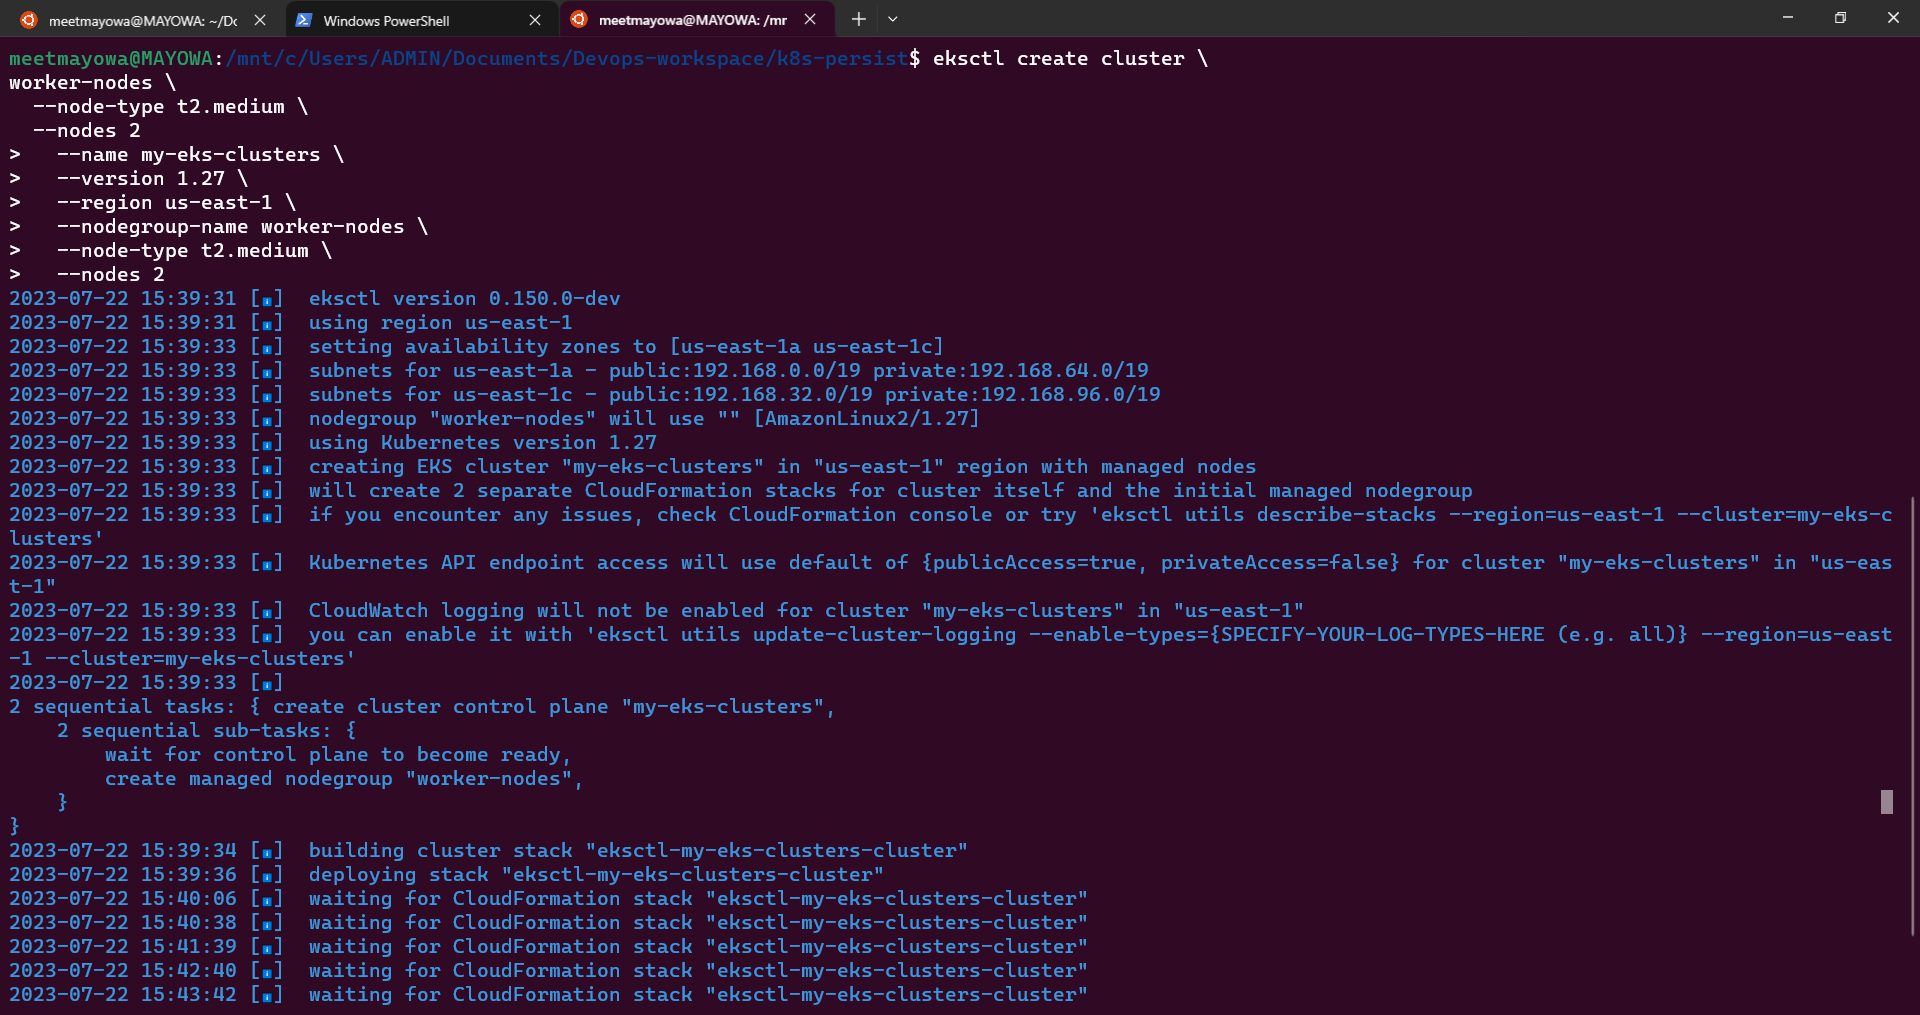 meetmayowa@MAYOWA: ~/Dc
Windows PowerShell
meetmayowa@MAYOWA: /mr
meetmayowa@MAYOWA:/mnt/c/Users/ADMIN/Documents/Devops-workspace/k8s-persist$ eksctl create cluster \
worker-nodes \
  --node-type t2.medium \
  --nodes 2
>   --name my-eks-clusters \
>   --version 1.27 \
>   --region us-east-1 \
>   --nodegroup-name worker-nodes \
>   --node-type t2.medium \
>   --nodes 2
2023-07-22 15:39:31 [ℹ]  eksctl version 0.150.0-dev
2023-07-22 15:39:31 [ℹ]  using region us-east-1
2023-07-22 15:39:33 [ℹ]  setting availability zones to [us-east-1a us-east-1c]
2023-07-22 15:39:33 [ℹ]  subnets for us-east-1a - public:192.168.0.0/19 private:192.168.64.0/19
2023-07-22 15:39:33 [ℹ]  subnets for us-east-1c - public:192.168.32.0/19 private:192.168.96.0/19
2023-07-22 15:39:33 [ℹ]  nodegroup "worker-nodes" will use "" [AmazonLinux2/1.27]
2023-07-22 15:39:33 [ℹ]  using Kubernetes version 1.27
2023-07-22 15:39:33 [ℹ]  creating EKS cluster "my-eks-clusters" in "us-east-1" region with managed nodes
2023-07-22 15:39:33 [ℹ]  will create 2 separate CloudFormation stacks for cluster itself and the initial managed nodegroup
2023-07-22 15:39:33 [ℹ]  if you encounter any issues, check CloudFormation console or try 'eksctl utils describe-stacks --region=us-east-1 --cluster=my-eks-c
lusters'
2023-07-22 15:39:33 [ℹ]  Kubernetes API endpoint access will use default of {publicAccess=true, privateAccess=false} for cluster "my-eks-clusters" in "us-eas
t-1"
2023-07-22 15:39:33 [ℹ]  CloudWatch logging will not be enabled for cluster "my-eks-clusters" in "us-east-1"
2023-07-22 15:39:33 [ℹ]  you can enable it with 'eksctl utils update-cluster-logging --enable-types={SPECIFY-YOUR-LOG-TYPES-HERE (e.g. all)} --region=us-east
-1 --cluster=my-eks-clusters'
2023-07-22 15:39:33 [ℹ]
2 sequential tasks: { create cluster control plane "my-eks-clusters",
    2 sequential sub-tasks: {
        wait for control plane to become ready,
        create managed nodegroup "worker-nodes",
    }
}
2023-07-22 15:39:34 [ℹ]  building cluster stack "eksctl-my-eks-clusters-cluster"
2023-07-22 15:39:36 [ℹ]  deploying stack "eksctl-my-eks-clusters-cluster"
2023-07-22 15:40:06 [ℹ]  waiting for CloudFormation stack "eksctl-my-eks-clusters-cluster"
2023-07-22 15:40:38 [ℹ]  waiting for CloudFormation stack "eksctl-my-eks-clusters-cluster"
2023-07-22 15:41:39 [ℹ]  waiting for CloudFormation stack "eksctl-my-eks-clusters-cluster"
2023-07-22 15:42:40 [ℹ]  waiting for CloudFormation stack "eksctl-my-eks-clusters-cluster"
2023-07-22 15:43:42 [ℹ]  waiting for CloudFormation stack "eksctl-my-eks-clusters-cluster"